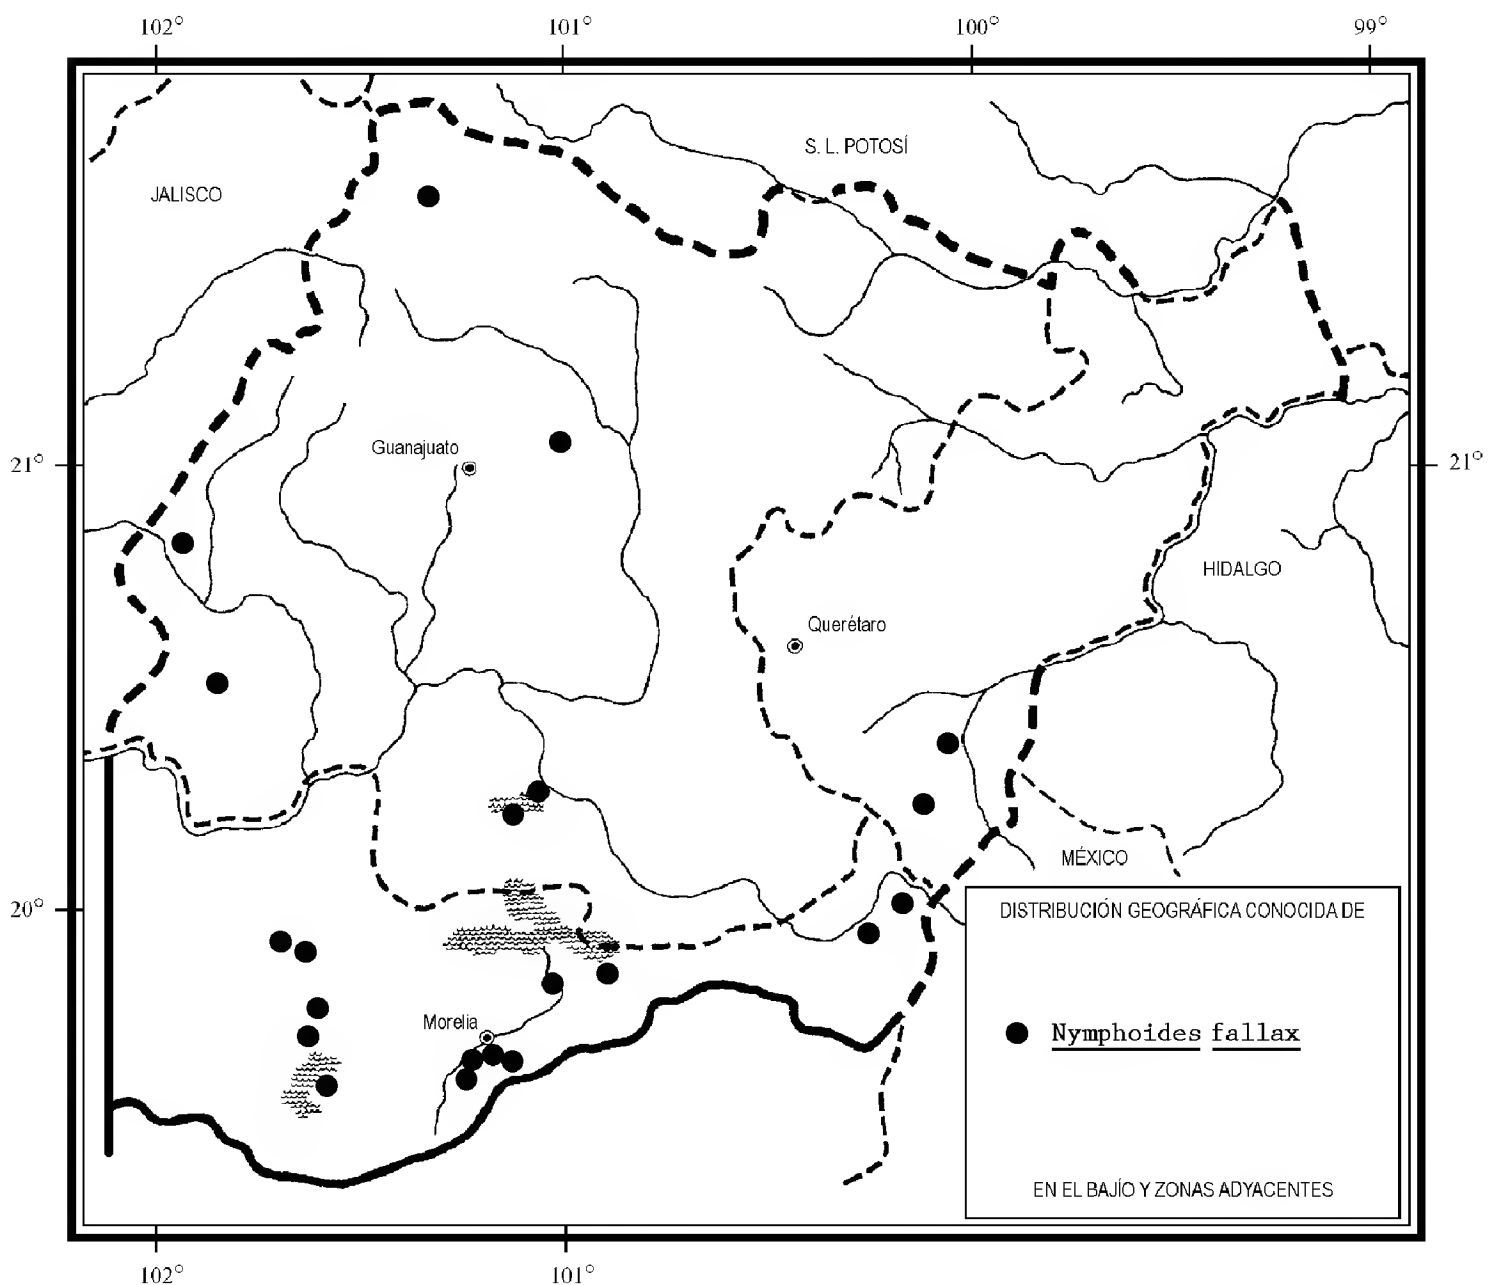 102° 101° 100° 99°
S. L. POTOSÍ
JALISCO
Guanajuato
21° 21°
HIDALGO
Querétaro
MÉXICO
20°
DISTRIBUCIÓN GEOGRÁFICA CONOCIDA DE
Morelia
Nymphoides fallax
EN EL BAJÍO Y ZONAS ADYACENTES
102° 101°